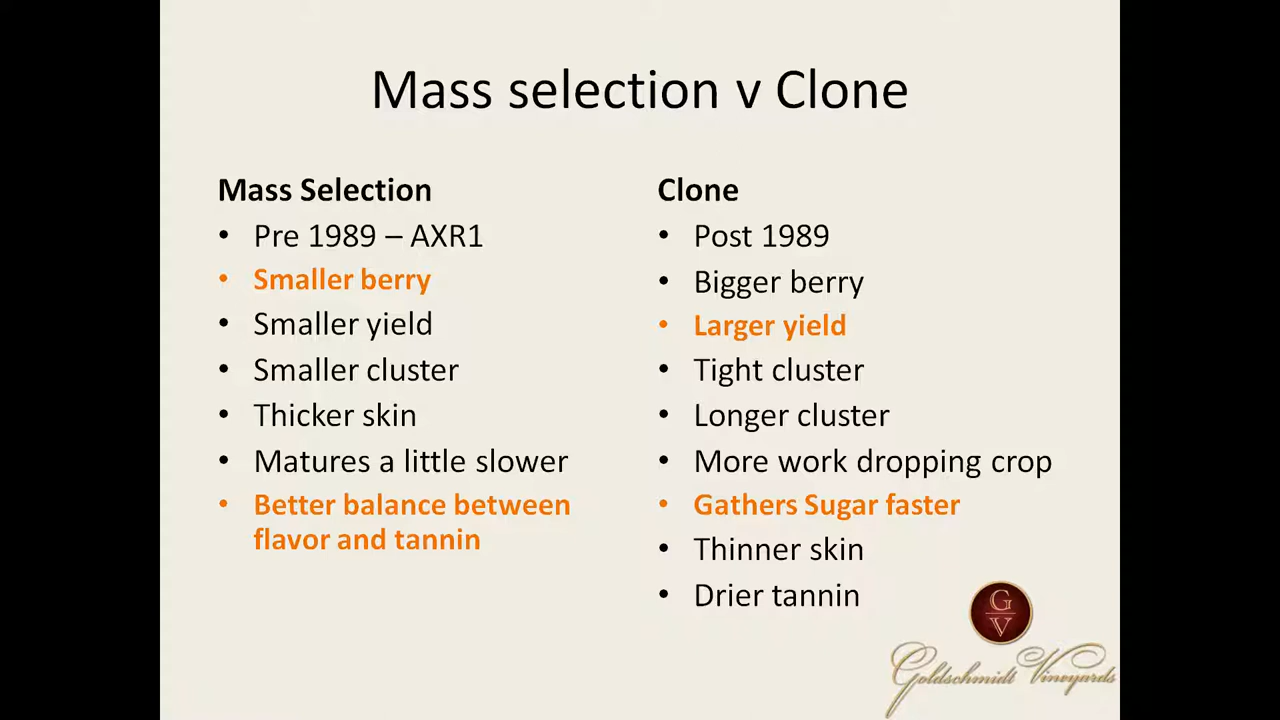 Mass selection v Clone
Mass Selection
• Pre 1989 – AXR1
• Smaller berry
• Smaller yield
• Smaller cluster
• Thicker skin
• Matures a little slower
• Better balance between
flavor and tannin
Clone
• Post 1989
• Bigger berry
• Larger yield
• Tight cluster
• Longer cluster
• More work dropping crop
• Gathers Sugar faster
• Thinner skin
• Drier tannin
G
V
Goldschmidt Vineyards